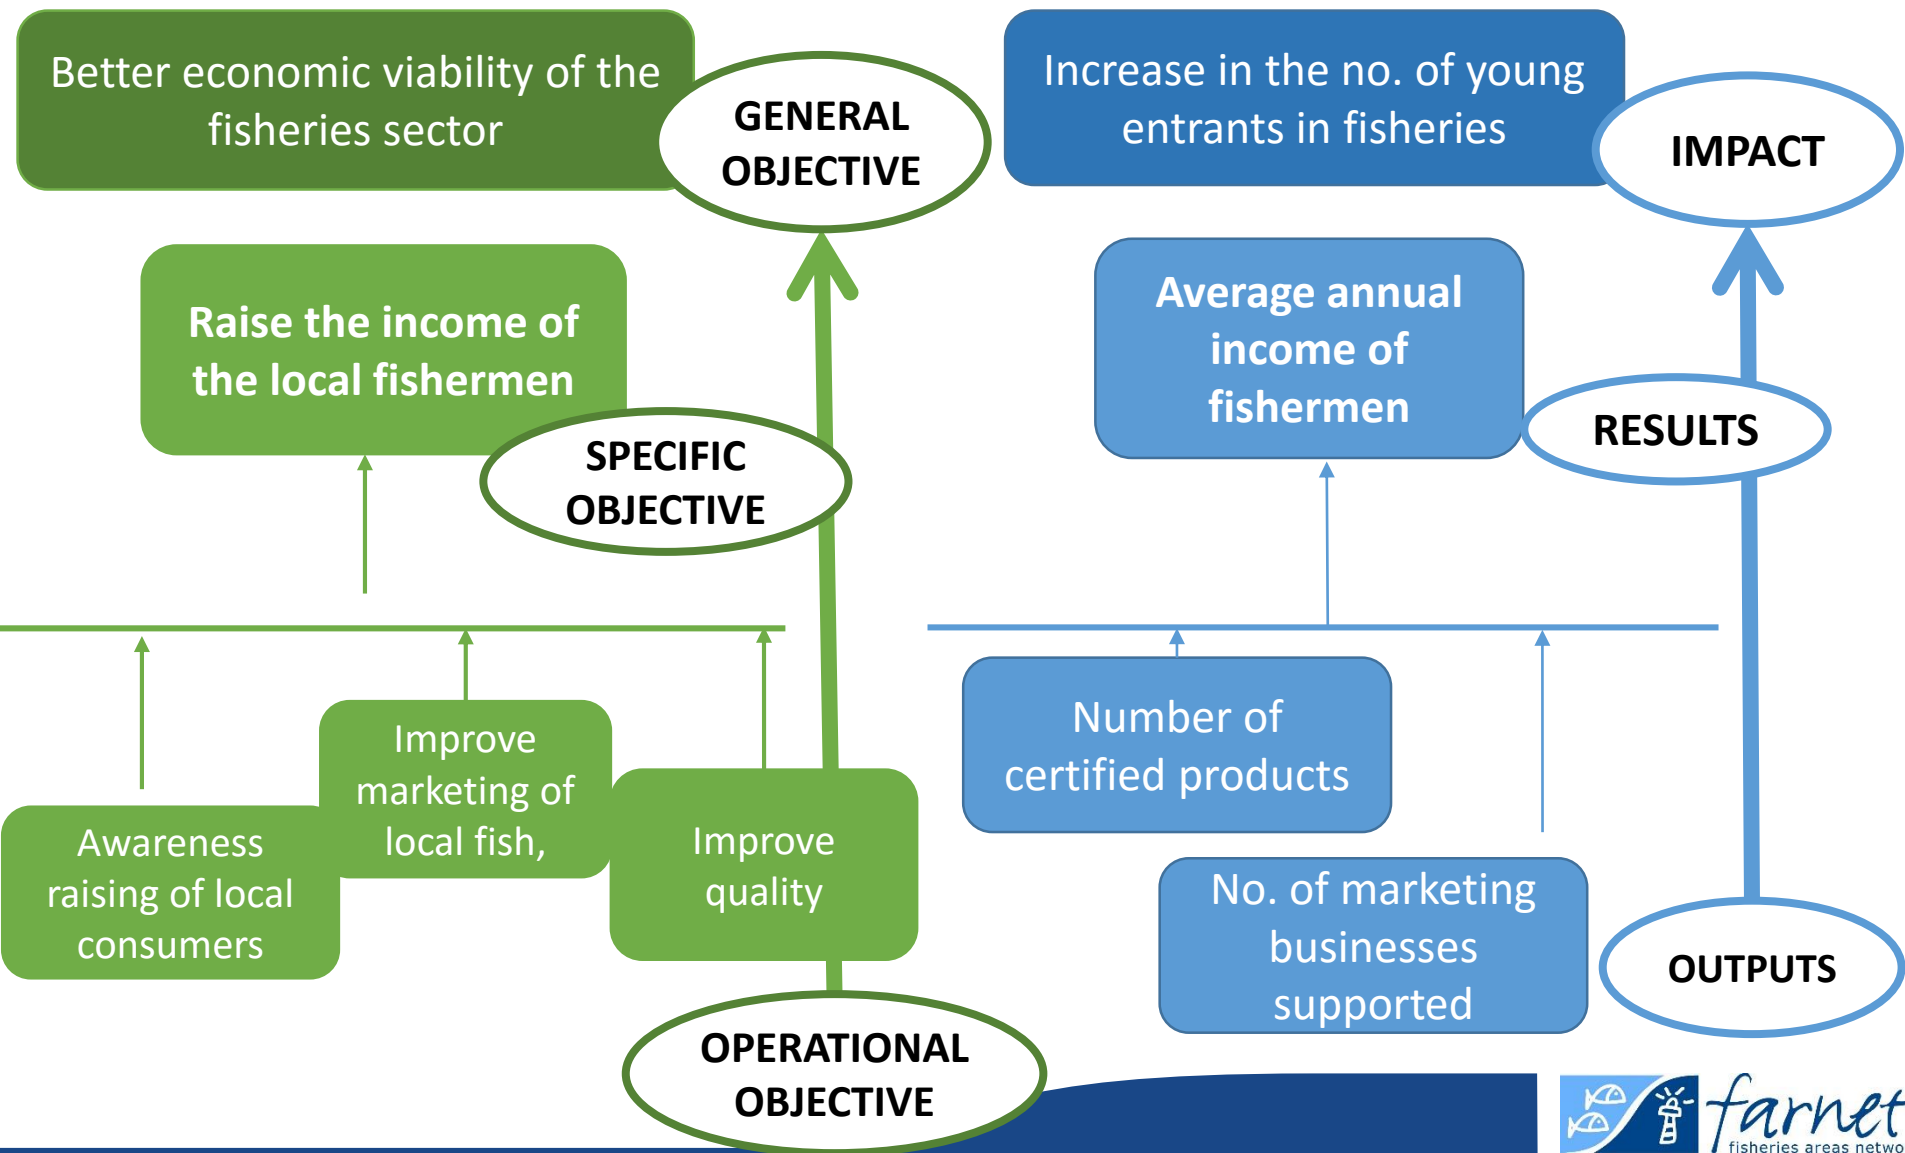 Better economic viability of the
fisheries sector
GENERAL
OBJECTIVE
Increase in the no. of young
entrants in fisheries
IMPACT
Raise the income of
the local fishermen
SPECIFIC
OBJECTIVE
Average annual
income of
fishermen
RESULTS
Awareness
raising of local
consumers
Improve
marketing of
local fish,
Improve
quality
OPERATIONAL
OBJECTIVE
Number of
certified products
No. of marketing
businesses
supported
OUTPUTS
farnet
fisheries areas netwo